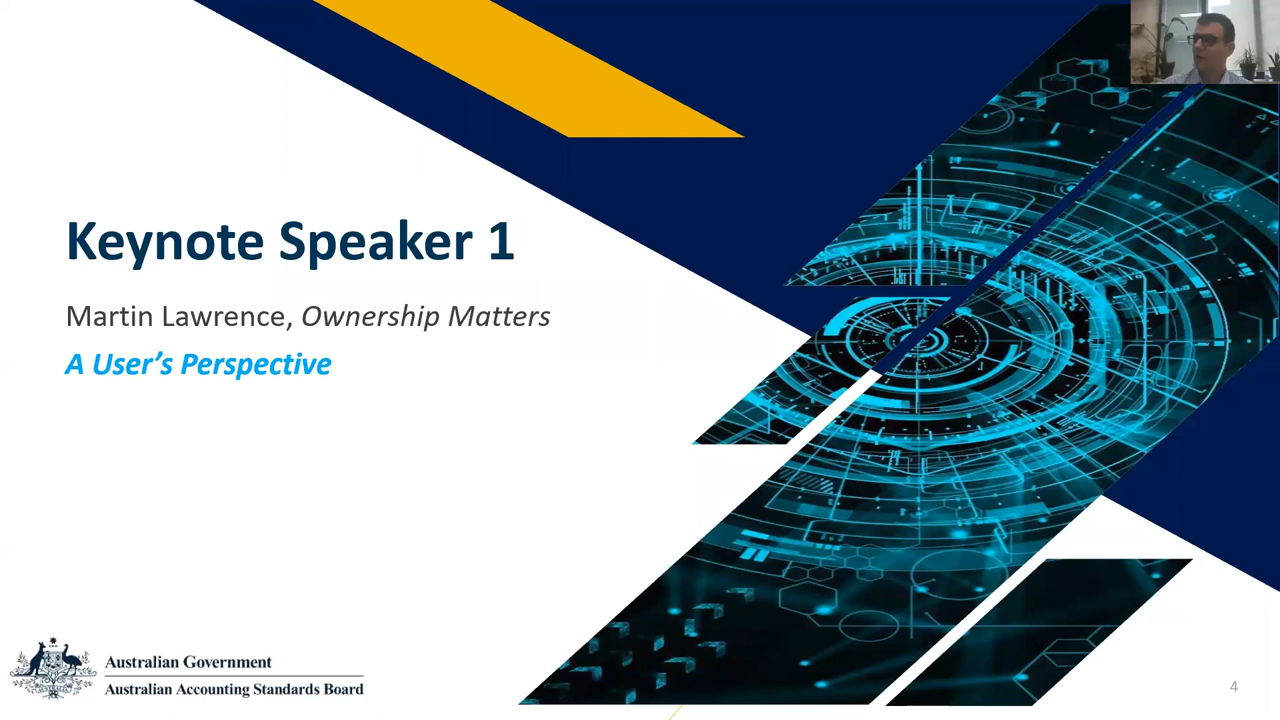 Keynote Speaker 1
Martin Lawrence, Ownership Matters
A User's Perspective
Australian Government
Australian Accounting Standards Board
4